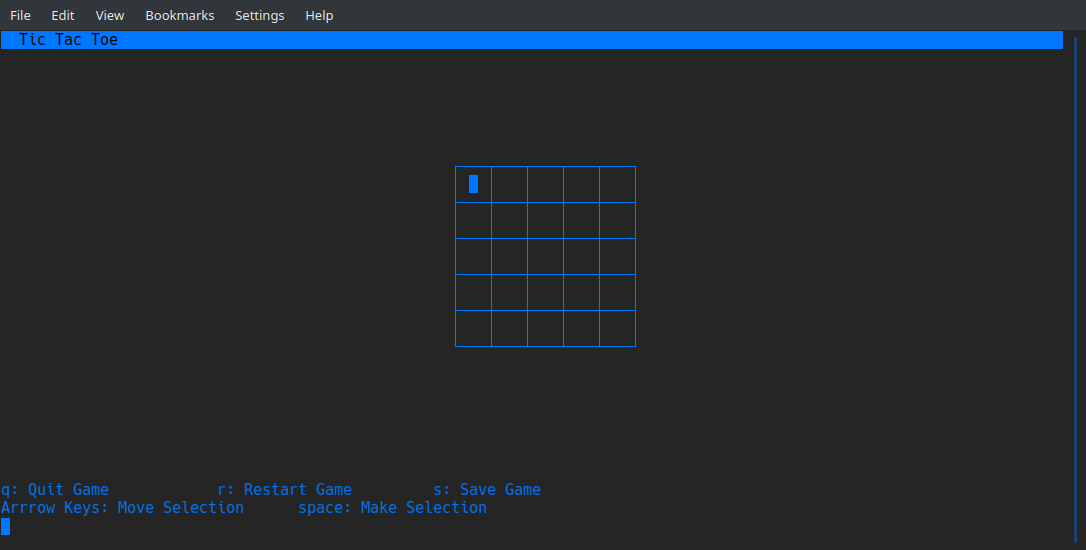 File Edit View Bookmarks Settings Help
Tic Tac Toe
q: Quit Game r: Restart Game s: Save Game
Arrrow Keys: Move Selection space: Make Selection